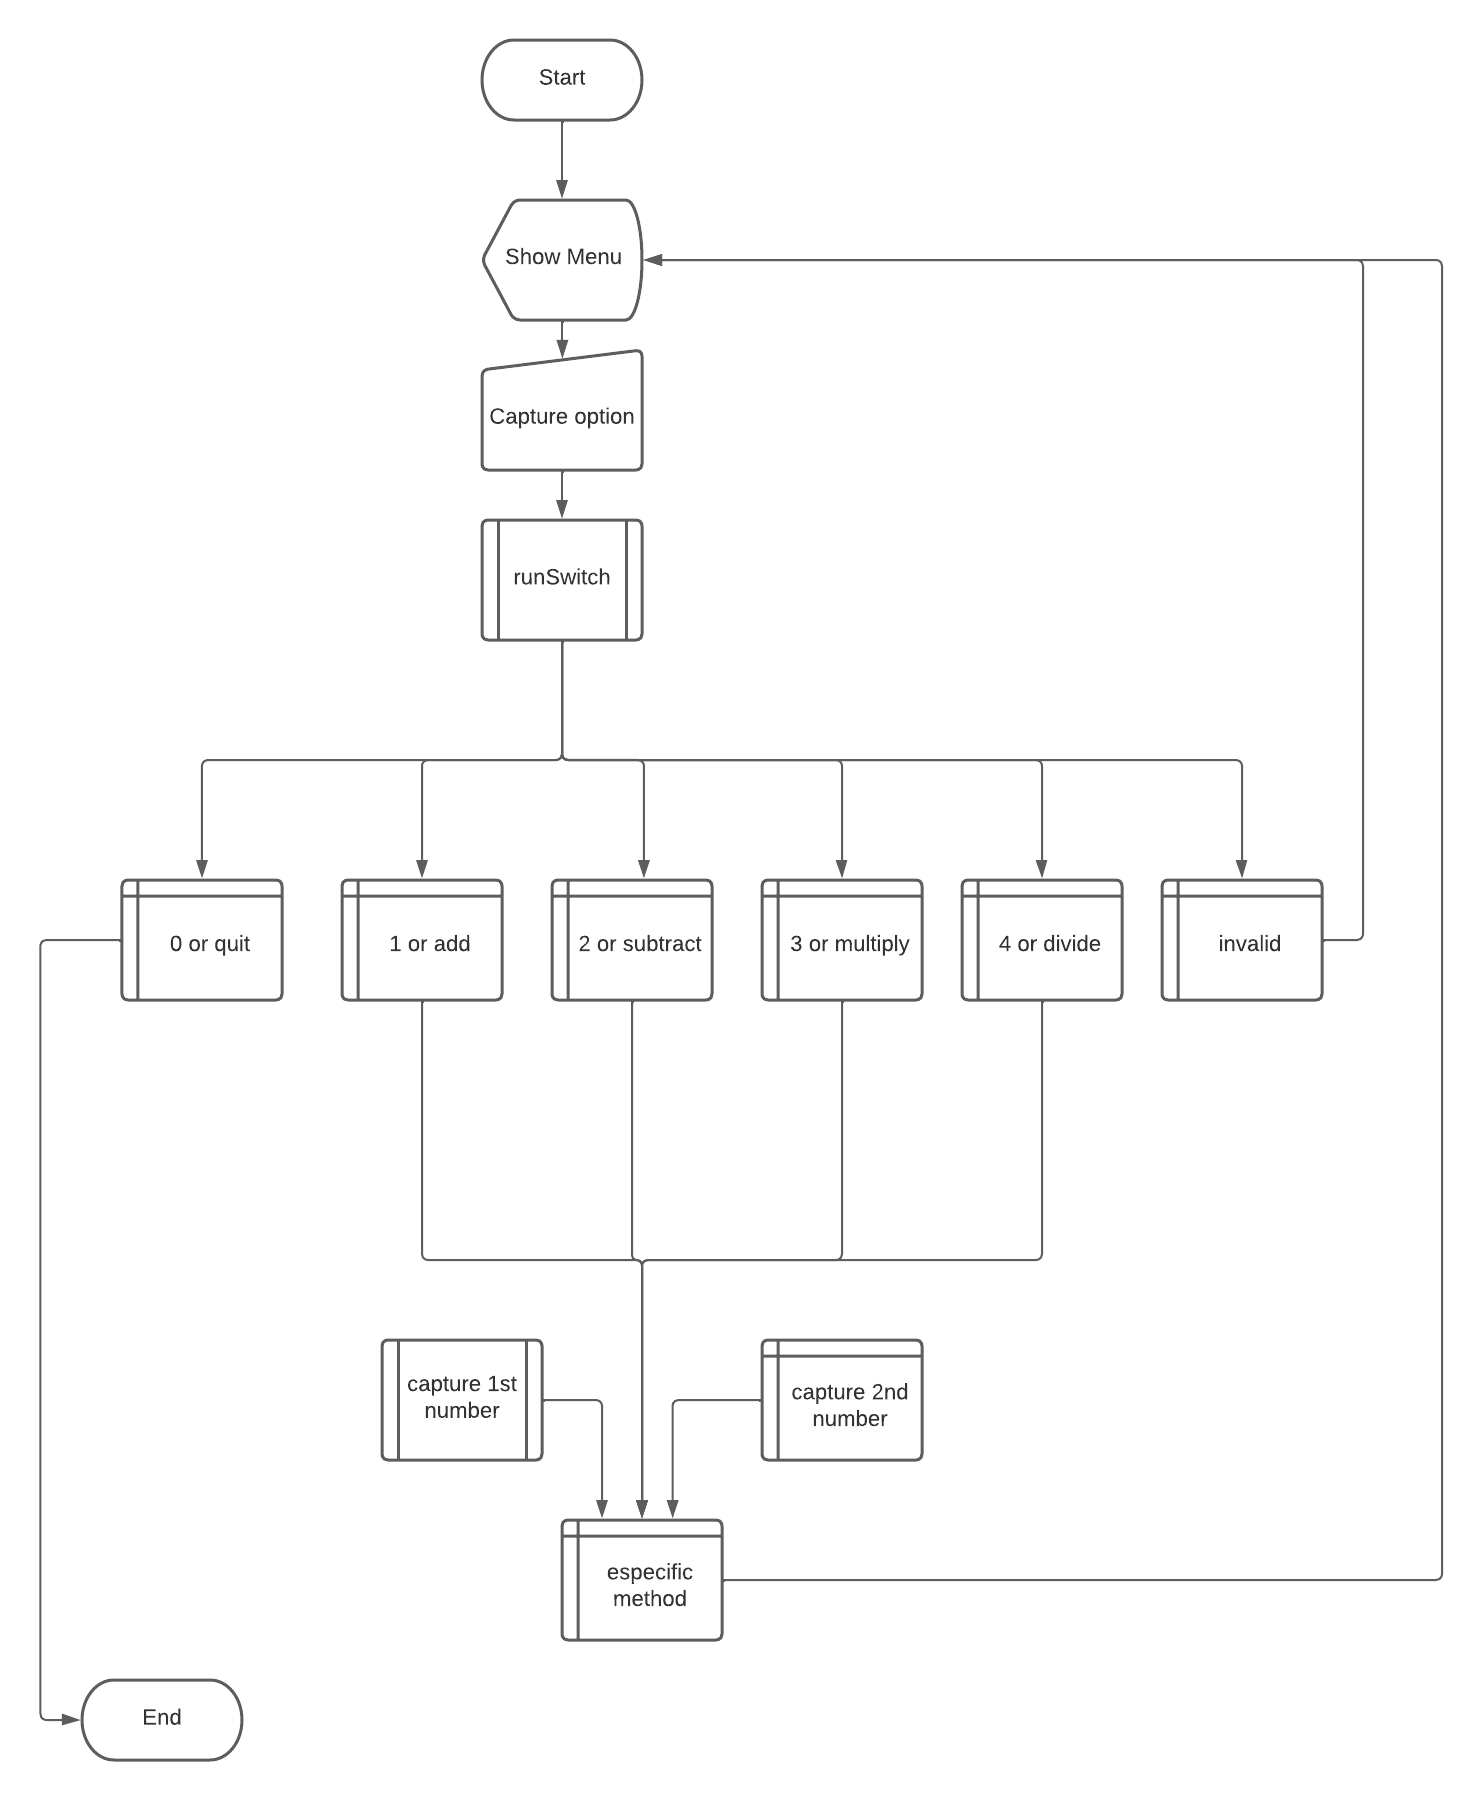 Start
Show Menu
Capture option
runSwitch
0 or quit
1 or add
2 or subtract
3 or multiply
4 or divide
invalid
capture 1st
number
capture 2nd
number
especific
method
End